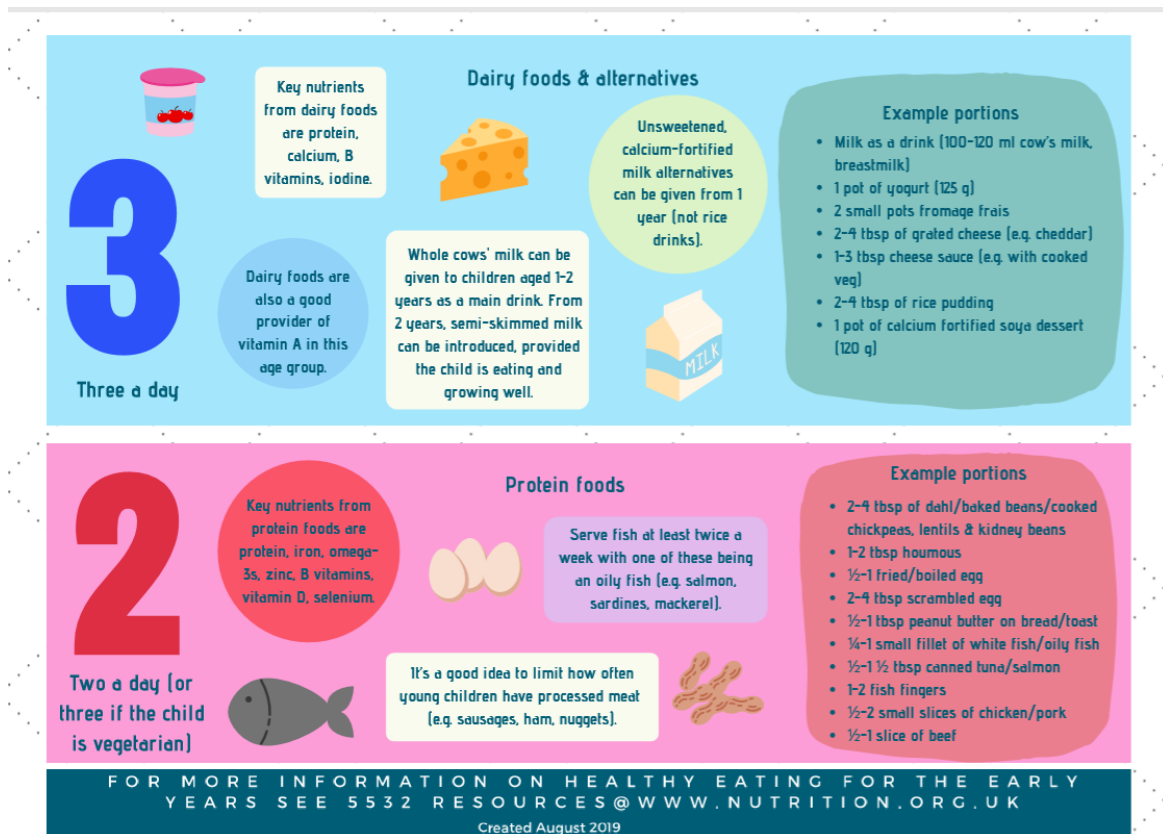 Dairy foods & alternatives
3
Three a day
Key nutrients
from dairy foods
are protein,
calcium, B
vitamins, iodine.
Dairy foods are
also a good
provider of
vitamin A in this
age group.
Whole cows' milk can be
given to children aged 1-2
years as a main drink. From
2 years, semi-skimmed milk
can be introduced, provided
the child is eating and
growing well.
Unsweetened,
calcium-fortified
milk alternatives
can be given from 1
year (not rice
drinks).
MILK
Example portions
• Milk as a drink (100-120 ml cow's milk,
breastmilk)
• 1 pot of yogurt (125 g)
• 2 small pots fromage frais
• 2-4 tbsp of grated cheese (e.g. cheddar)
• 1-3 tbsp cheese sauce (e.g. with cooked
veg)
• 2-4 tbsp of rice pudding
• 1 pot of calcium fortified soya dessert
(120 g)
Protein foods
2
Two a day (or
three if the child
is vegetarian)
Key nutrients from
protein foods are
protein, iron, omega-
3s, zinc, B vitamins,
vitamin D, selenium.
Serve fish at least twice a
week with one of these being
an oily fish (e.g. salmon,
sardines, mackerel).
It's a good idea to limit how often
young children have processed meat
(e.g. sausages, ham, nuggets).
Example portions
• 2-4 tbsp of dahl/baked beans/cooked
chickpeas, lentils & kidney beans
• 1-2 tbsp houmous
• ½-1 fried/boiled egg
• 2-4 tbsp scrambled egg
• ½-1 tbsp peanut butter on bread/toast
• ¼-1 small fillet of white fish/oily fish
• ½-1 ½ tbsp canned tuna/salmon
• 1-2 fish fingers
• ½-2 small slices of chicken/pork
• ½-1 slice of beef
FOR MORE INFORMATION ON HEALTHY EATING FOR THE EARLY
YEARS SEE 5532 RESOURCES@WWW.NUTRITION.ORG.UK
Created August 2019